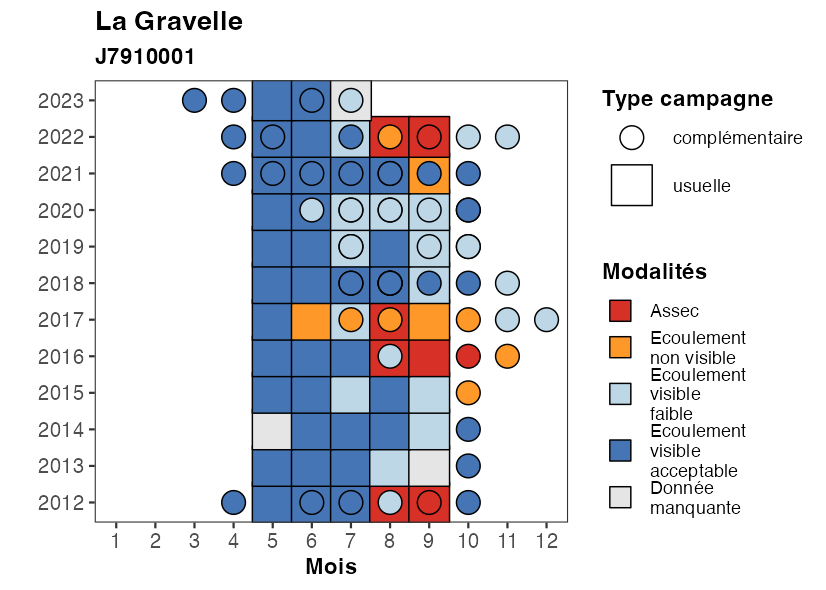 La Gravelle
J7910001
2023
2022
2021
2020
2019
2018
2017
2016
2015
2014
2013
2012
1 2 3 4 5 6 7 8 9 10 11 12
Mois
Type campagne
complémentaire
usuelle
Modalités
Assec
Ecoulement
non visible
Ecoulement
visible
faible
Ecoulement
visible
acceptable
Donnée
manquante